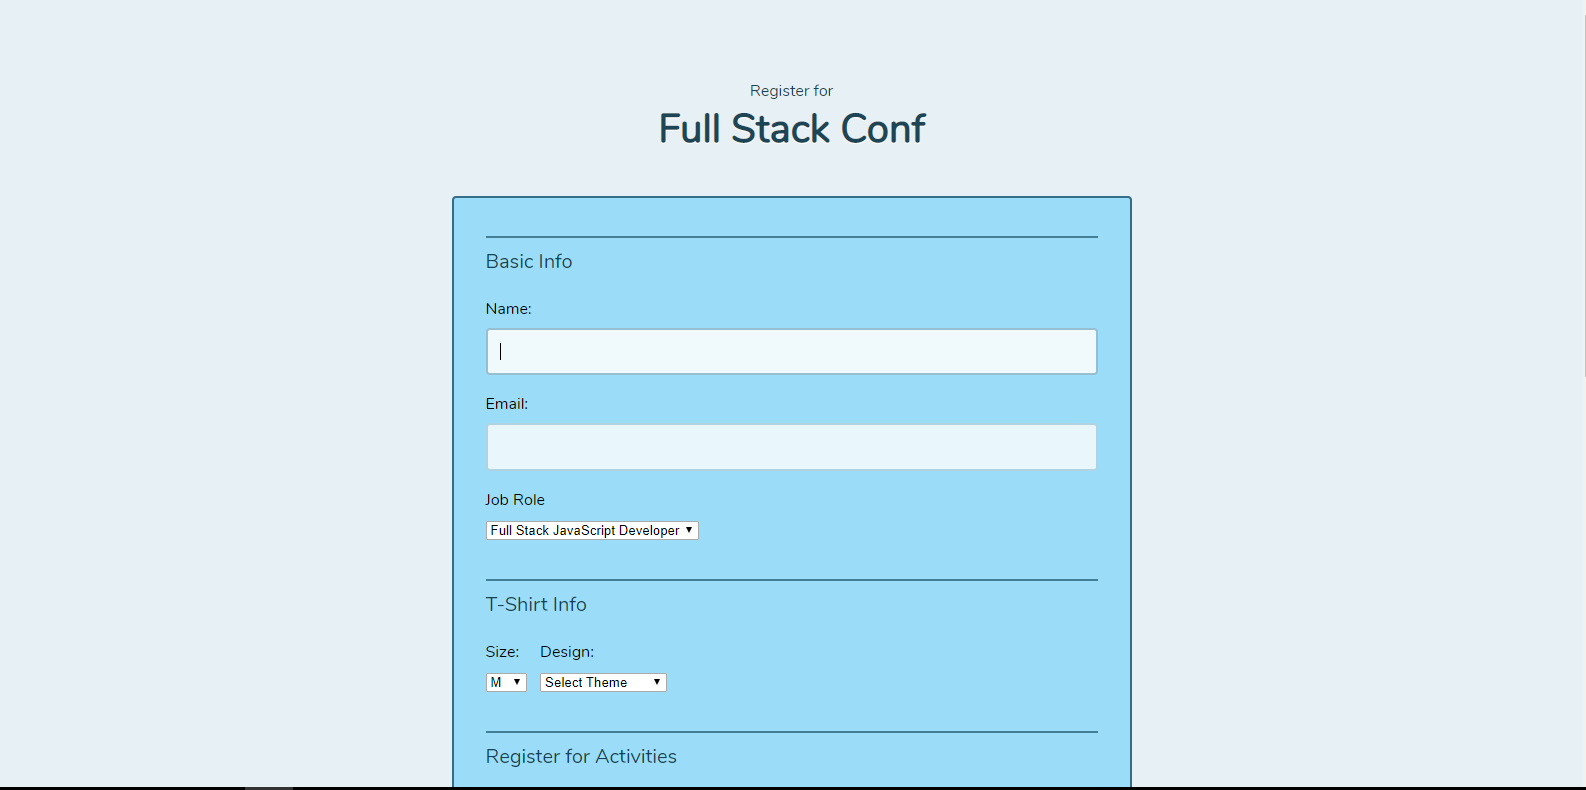 Register for
Full Stack Conf
Basic Info
Name:
Email:
Job Role
Full Stack JavaScript Developer
T-Shirt Info
Size: Design:
M Select Theme
Register for Activities